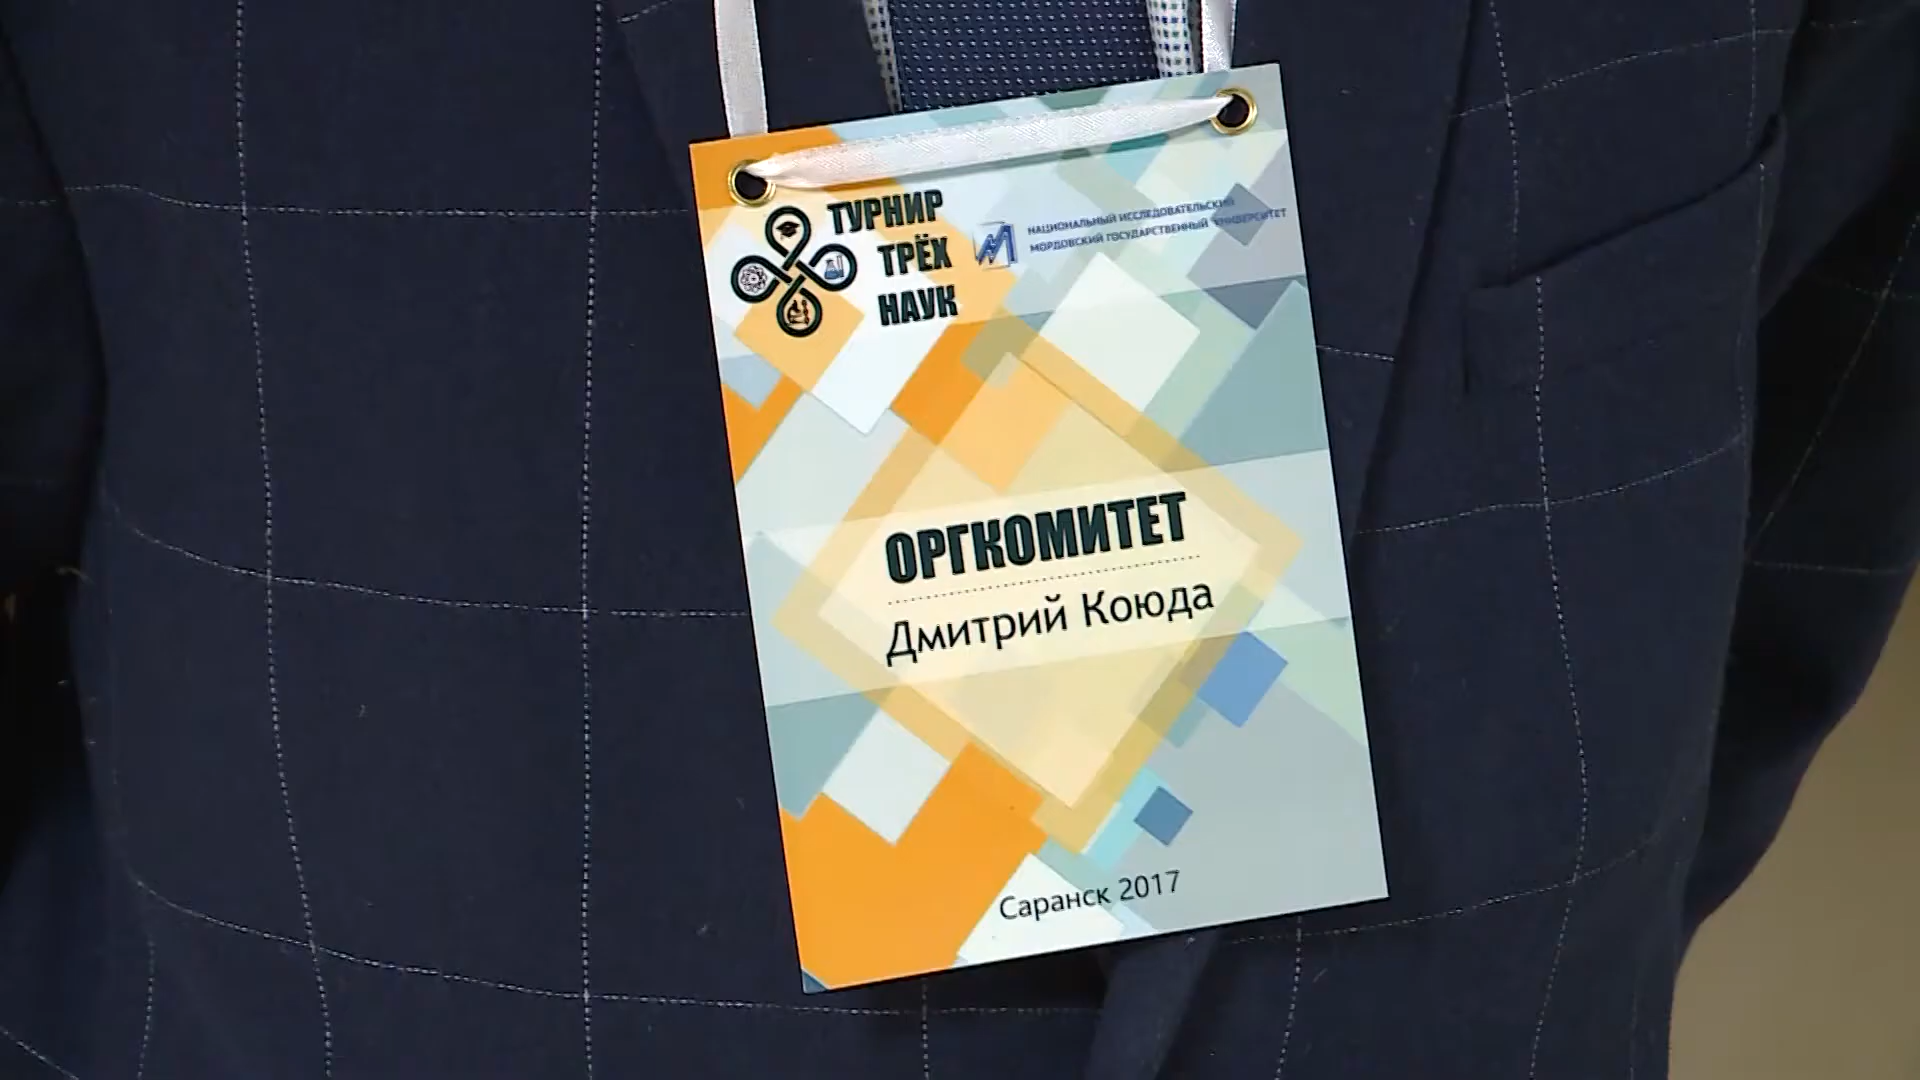 ТУРНИР
ТРЁХ
НАУК
НАЦИОНАЛЬНЫЙ ИССЛЕДОВАТЕЛЬСКИЙ
МОРДОВСКИЙ ГОСУДАРСТВЕННЫЙ УНИВЕРСИТЕТ
ОРГКОМИТЕТ
Дмитрий Коюда
Саранск 2017